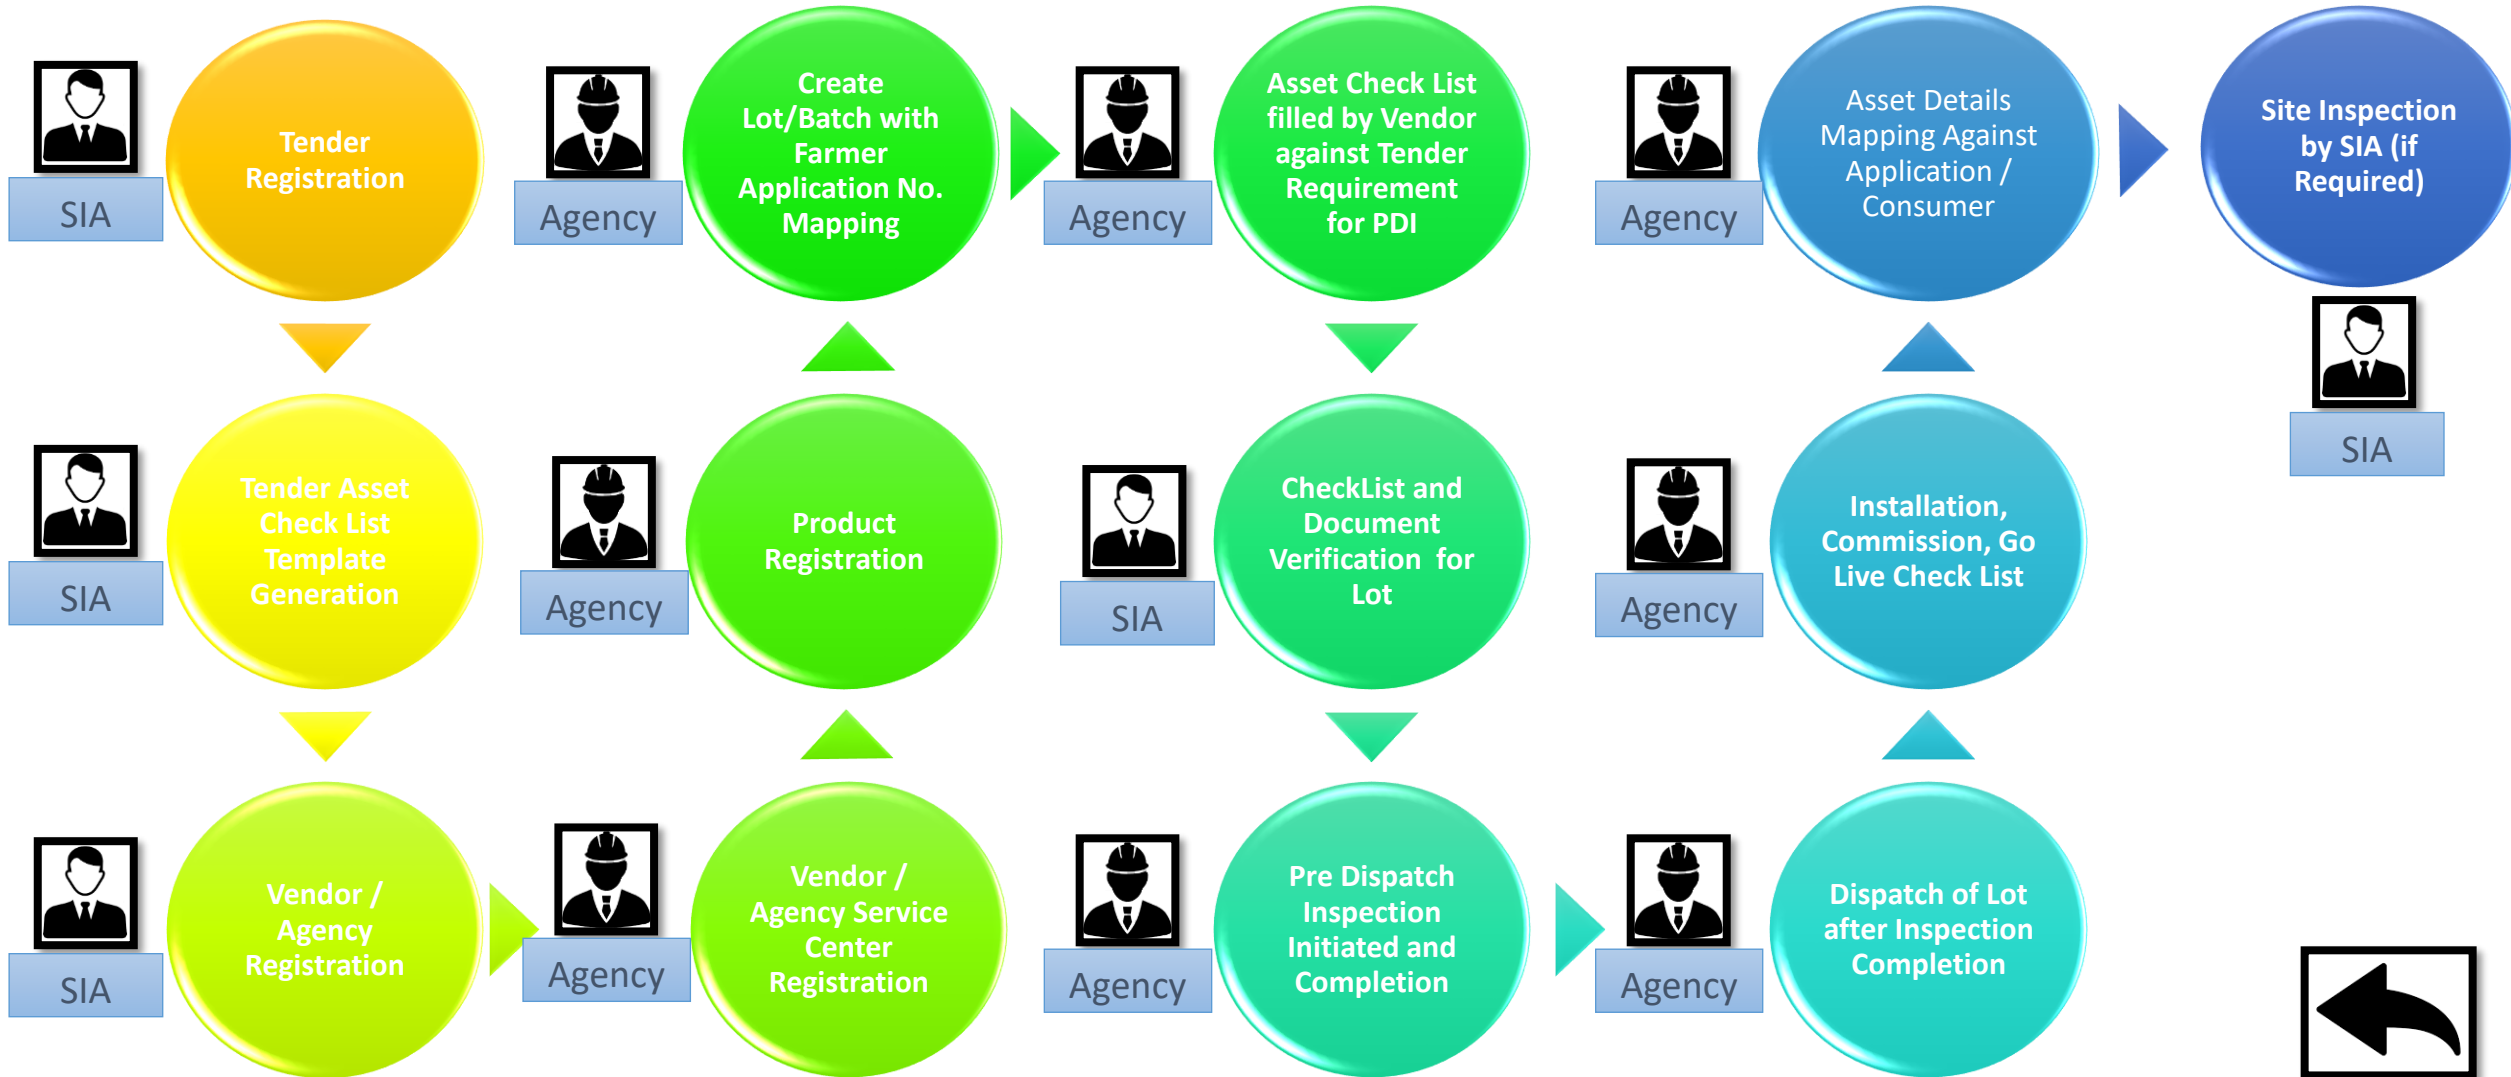 SIA
Tender
Registration
SIA
Tender Asset
Check List
Template
Generation
SIA
Vendor /
Agency
Registration
Agency
Vendor /
Agency Service
Center
Registration
Agency
Product
Registration
Agency
Create
Lot/Batch with
Farmer
Application No.
Mapping
Agency
Asset Check List
filled by Vendor
against Tender
Requirement
for PDI
SIA
CheckList and
Document
Verification for
Lot
Agency
Pre Dispatch
Inspection
Initiated and
Completion
Agency
Dispatch of Lot
after Inspection
Completion
Agency
Installation,
Commission, Go
Live Check List
Agency
Asset Details
Mapping Against
Application /
Consumer
Site Inspection
by SIA (if
Required)
SIA